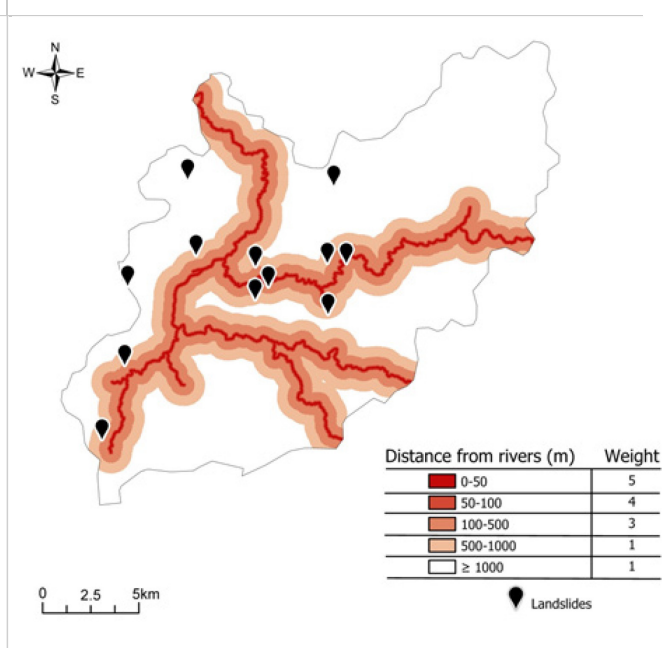 N
W E
S
Distance from rivers (m) Weight
0-50 5
50-100 4
100-500 3
500-1000 1
≥ 1000 1
Landslides
0 2.5 5km